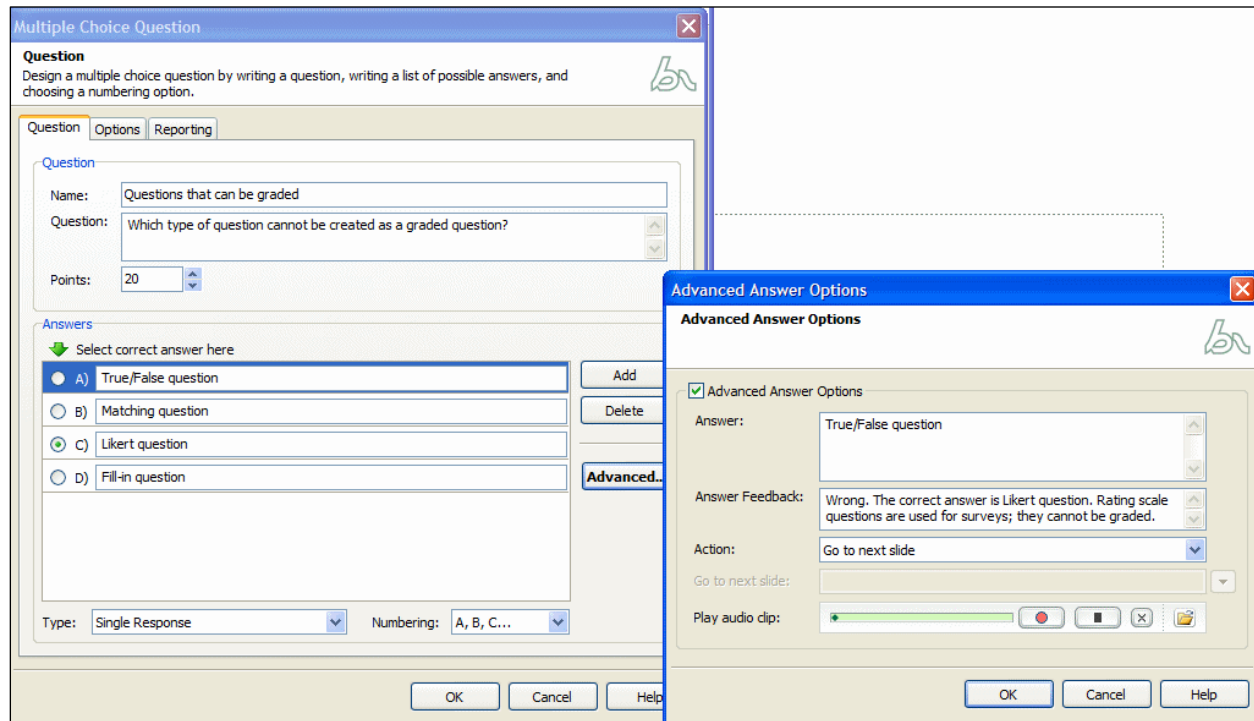 Multiple Choice Question
Question
Design a multiple choice question by writing a question, writing a list of possible answers, and
choosing a numbering option.
Question Options Reporting
Question
Name: Questions that can be graded
Question: Which type of question cannot be created as a graded question?
Points: 20
Answers
Select correct answer here
A) True/False question
B) Matching question
C) Likert question
D) Fill-in question
Add
Delete
Advanced..
Type: Single Response Numbering: A, B, C...
OK Cancel Help
Advanced Answer Options
Advanced Answer Options
Advanced Answer Options
Answer: True/False question
Answer Feedback: Wrong. The correct answer is Likert question. Rating scale
questions are used for surveys; they cannot be graded.
Action: Go to next slide
Go to next slide:
Play audio clip:
OK Cancel Help